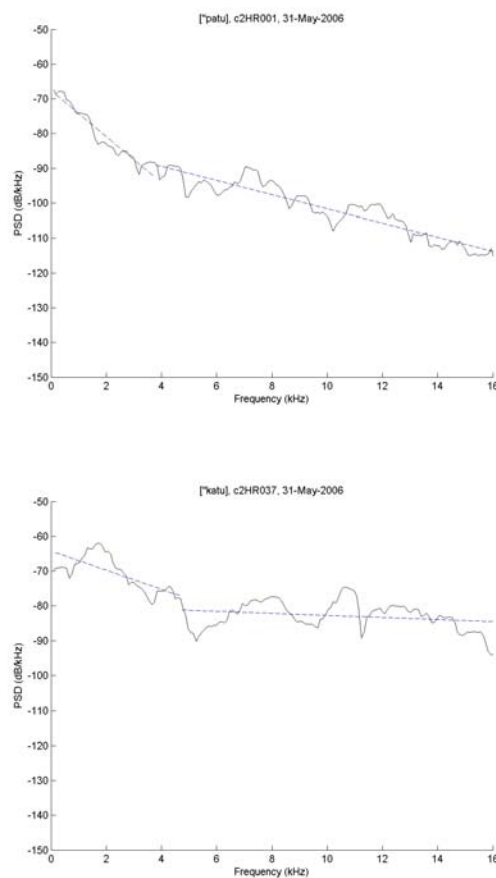 ["patu], c2HR001, 31-May-2006
-50
-60
-70
-80
-90
-100
-110
-120
-130
-140
-150
PSD (dB/kHz)
0 2 4 6 8 10 12 14 16
Frequency (kHz)
["katu], c2HR037, 31-May-2006
-50
-60
-70
-80
-90
-100
-110
-120
-130
-140
-150
PSD (dB/kHz)
0 2 4 6 8 10 12 14 16
Frequency (kHz)